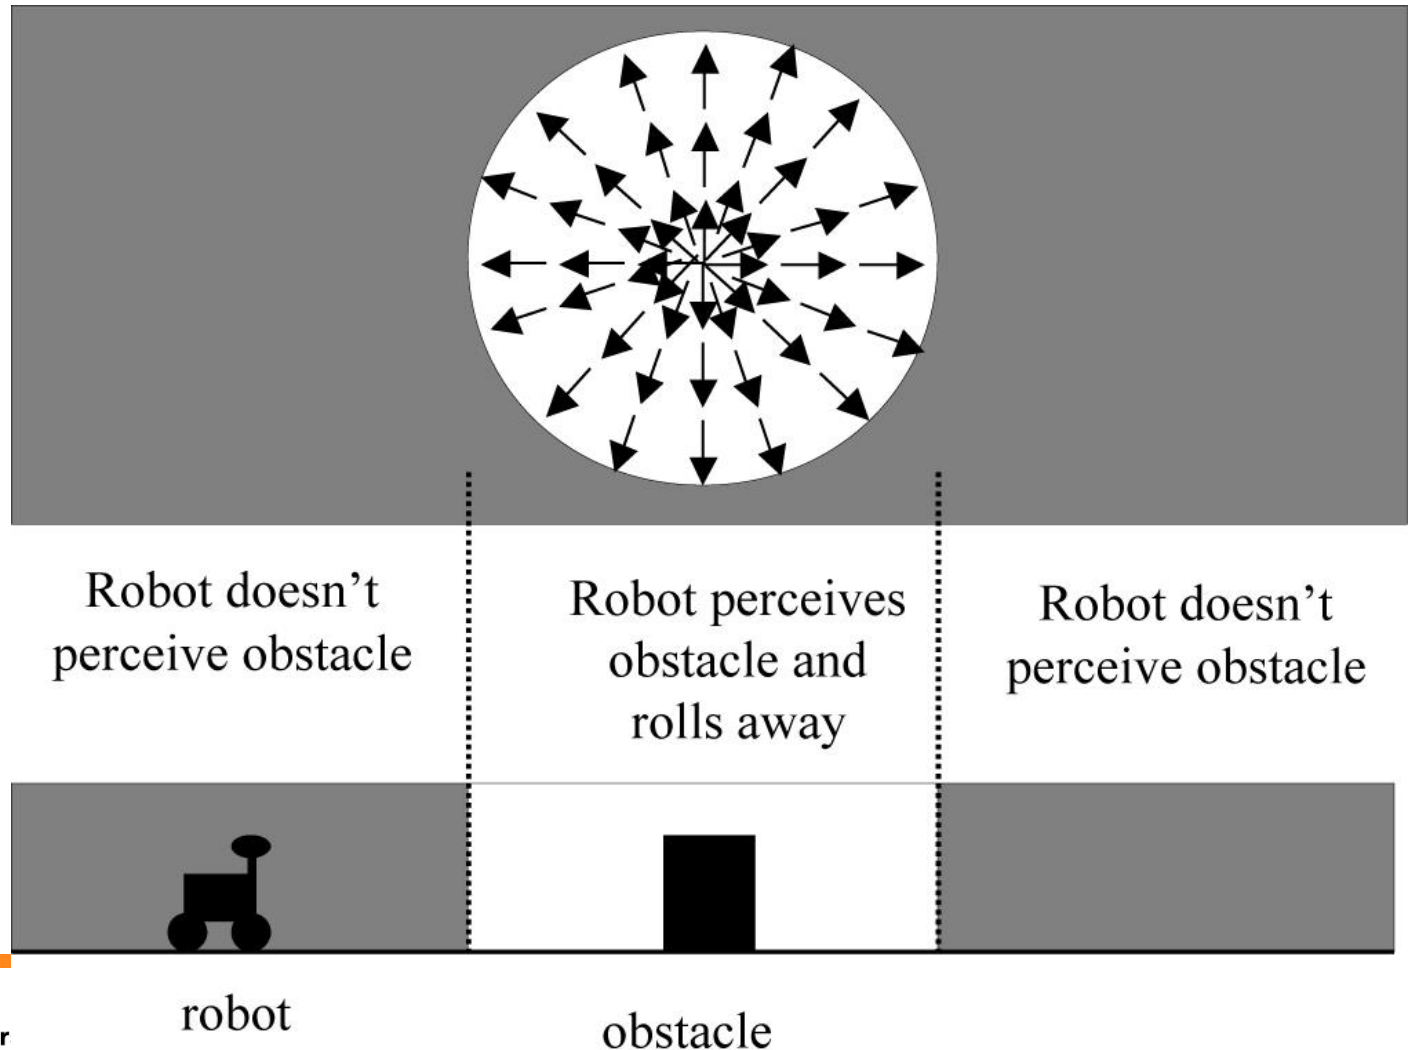 Robot doesn’t
perceive obstacle
Robot perceives
obstacle and
rolls away
Robot doesn’t
perceive obstacle
robot
obstacle
r